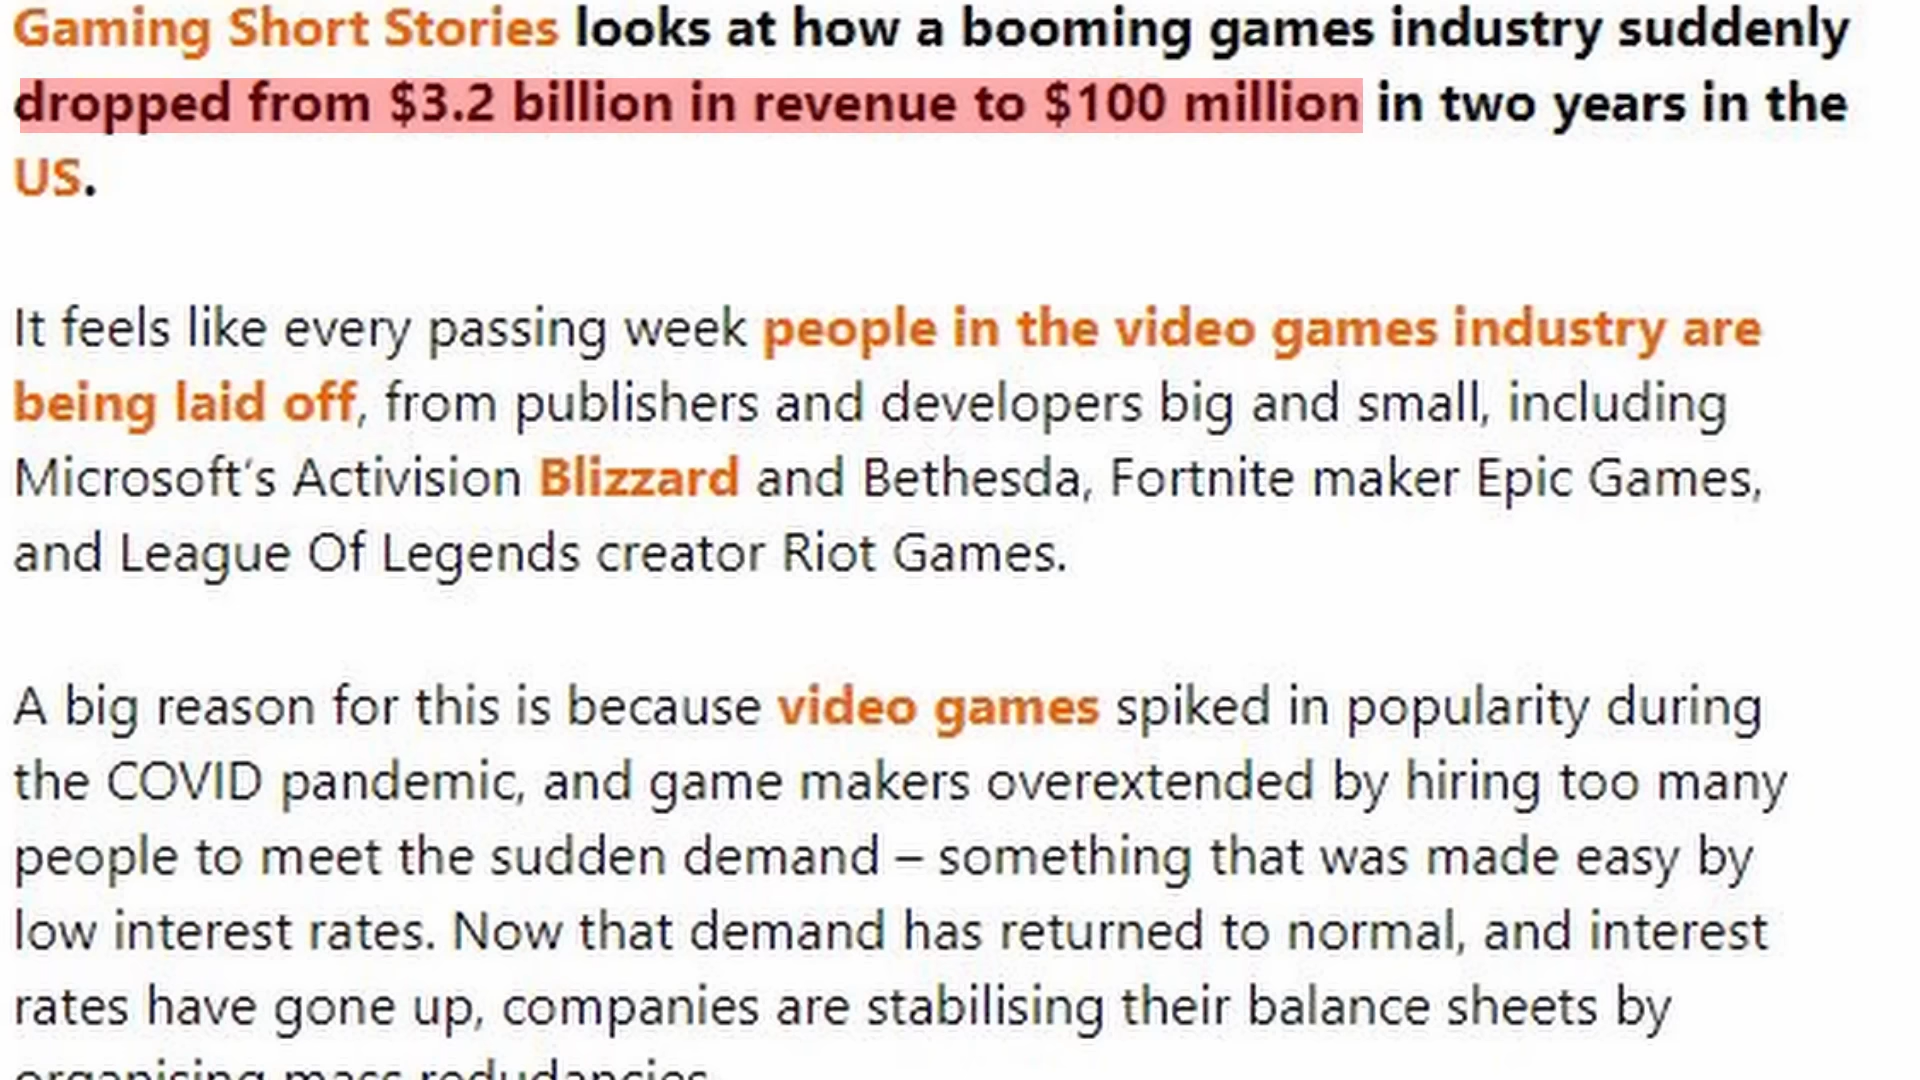 Gaming Short Stories looks at how a booming games industry suddenly
dropped from $3.2 billion in revenue to $100 million in two years in the
US.
It feels like every passing week people in the video games industry are
being laid off, from publishers and developers big and small, including
Microsoft's Activision Blizzard and Bethesda, Fortnite maker Epic Games,
and League Of Legends creator Riot Games.
A big reason for this is because video games spiked in popularity during
the COVID pandemic, and game makers overextended by hiring too many
people to meet the sudden demand – something that was made easy by
low interest rates. Now that demand has returned to normal, and interest
rates have gone up, companies are stabilising their balance sheets by
organising mass redudancies.